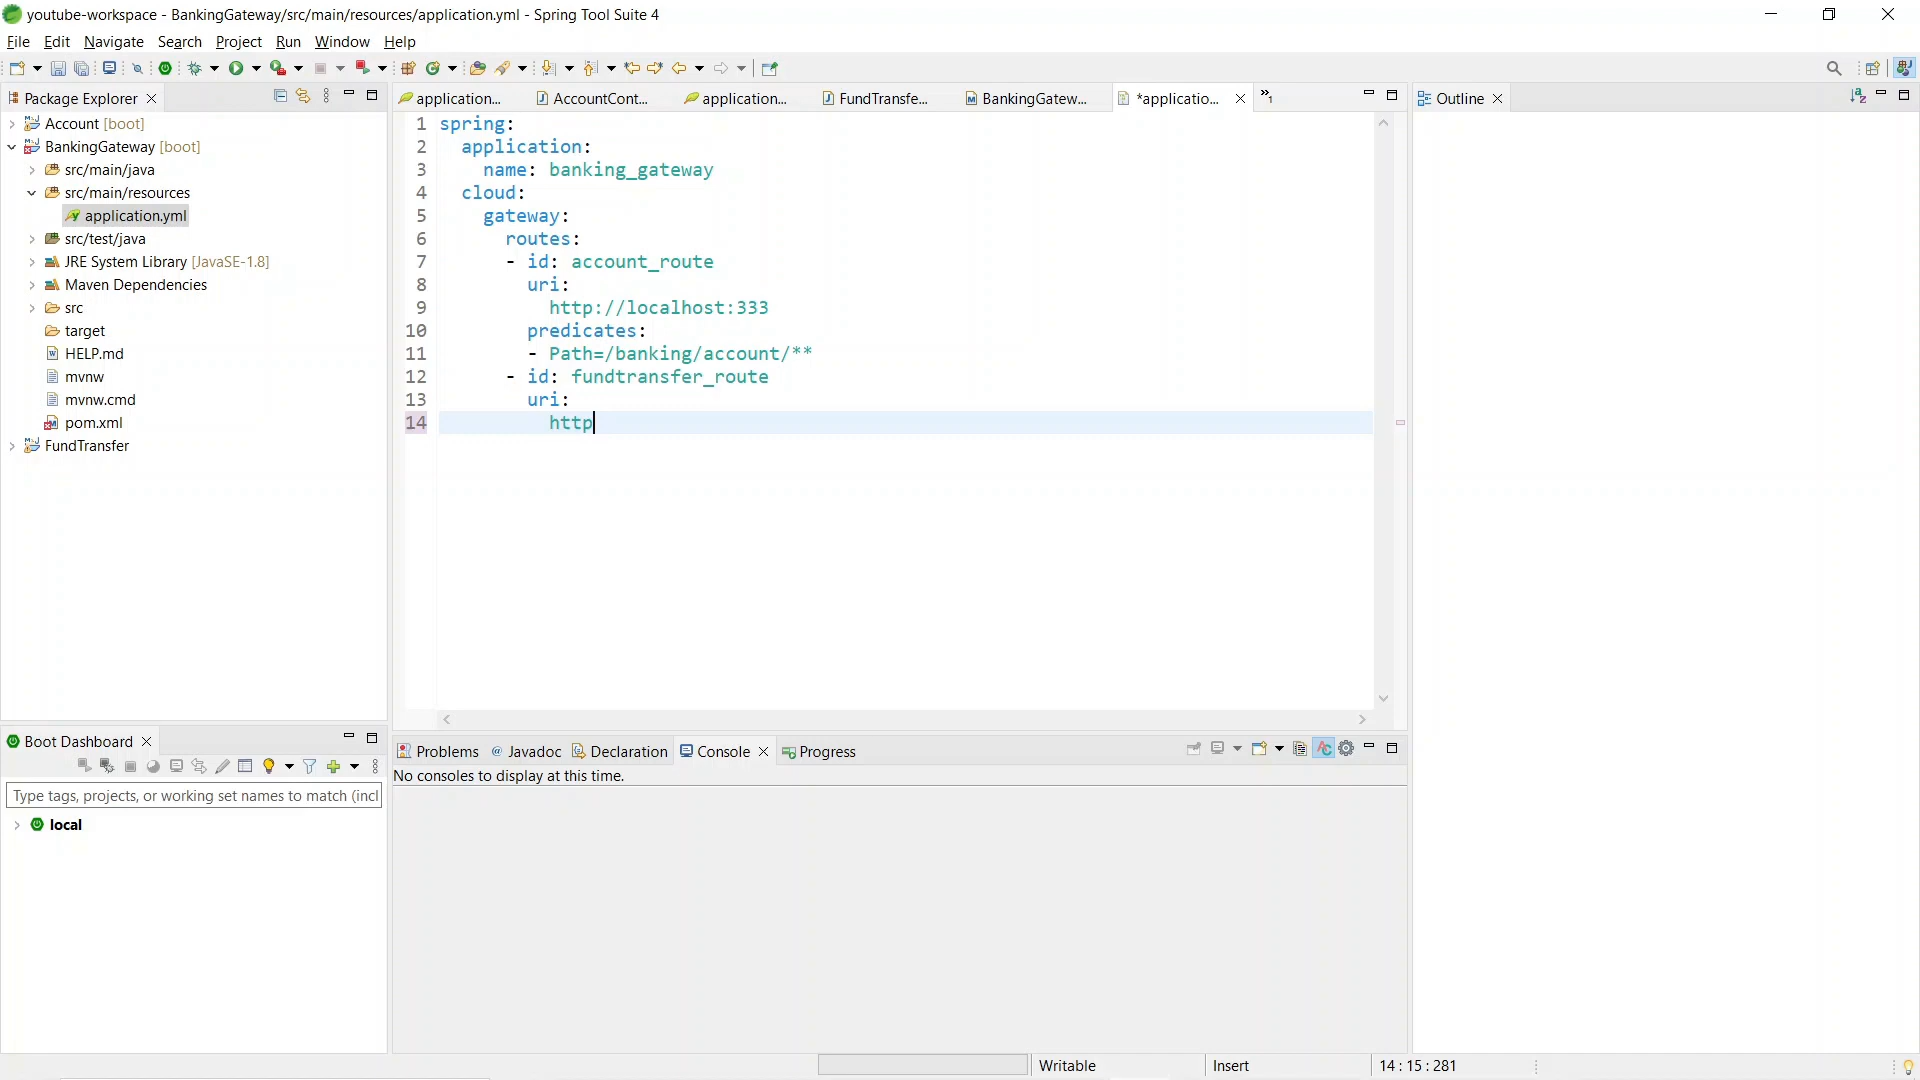 youtube-workspace - BankingGateway/src/main/resources/application.yml - Spring Tool Suite 4
File Edit Navigate Search Project Run Window Help
Package Explorer
Account [boot]
BankingGateway [boot]
src/main/java
src/main/resources
application.yml
src/test/java
JRE System Library [JavaSE-1.8]
Maven Dependencies
src
target
HELP.md
mvnw
mvnw.cmd
pom.xml
FundTransfer
application... AccountCont... application... FundTransfe... BankingGatew... *applicatio... »1
1 spring:
2 application:
3 name: banking_gateway
4 cloud:
5 gateway:
6 routes:
7 - id: account_route
8 uri:
9 http://localhost:333
10 predicates:
11 - Path=/banking/account/**
12 - id: fundtransfer_route
13 uri:
14 http
Outline
Boot Dashboard
Type tags, projects, or working set names to match (incl
local
Problems Javadoc Declaration Console Progress
No consoles to display at this time.
Writable Insert 14 : 15 : 281